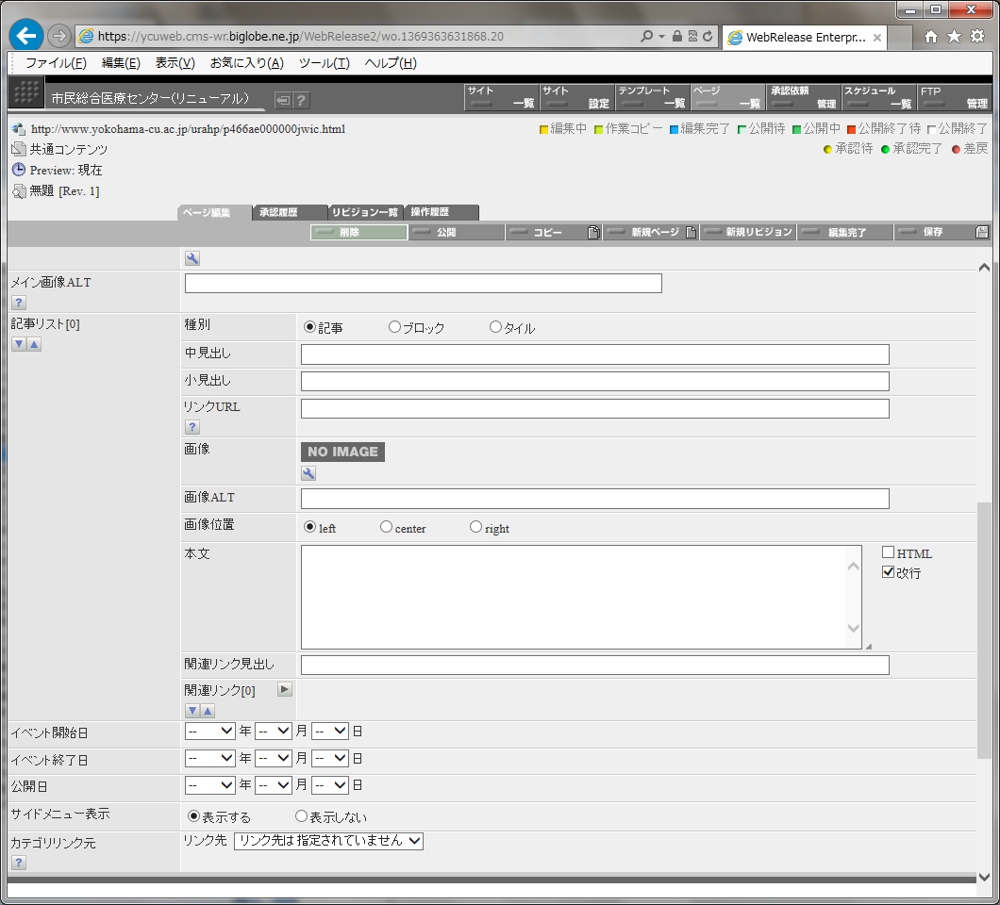 https://ycuweb.cms-wr.biglobe.ne.jp/WebRelease2/wo.1369363631868.20
WebRelease Enterpr...
ファイル(F) 編集(E) 表示(V) お気に入り(A) ツール(T) ヘルプ(H)
市民総合医療センター(リニューアル)
サイト 一覧 サイト 設定 テンプレート 一覧 ページ 一覧 承認依頼 管理 スケジュール 一覧 FTP 管理
http://www.yokohama-cu.ac.jp/urahp/p466ae000000jwic.html
編集中 作業コピー 編集完了 公開待 公開中 公開終了待 公開終了
共通コンテンツ
承認待 承認完了 差戻
Preview: 現在
無題 [Rev. 1]
ページ編集 承認履歴 リビジョン一覧 操作履歴
削除 公開 コピー 新規ページ 新規リビジョン 編集完了 保存
メイン画像ALT
?
記事リスト[0]
種別 記事 ブロック タイル
中見出し
小見出し
リンクURL
?
画像 NO IMAGE
画像ALT
画像位置 left center right
本文
HTML
改行
関連リンク見出し
関連リンク[0]
イベント開始日 -- 年 -- 月 -- 日
イベント終了日 -- 年 -- 月 -- 日
公開日 -- 年 -- 月 -- 日
サイドメニュー表示 表示する 表示しない
カテゴリリンク元 リンク先 リンク先は指定されていません
?